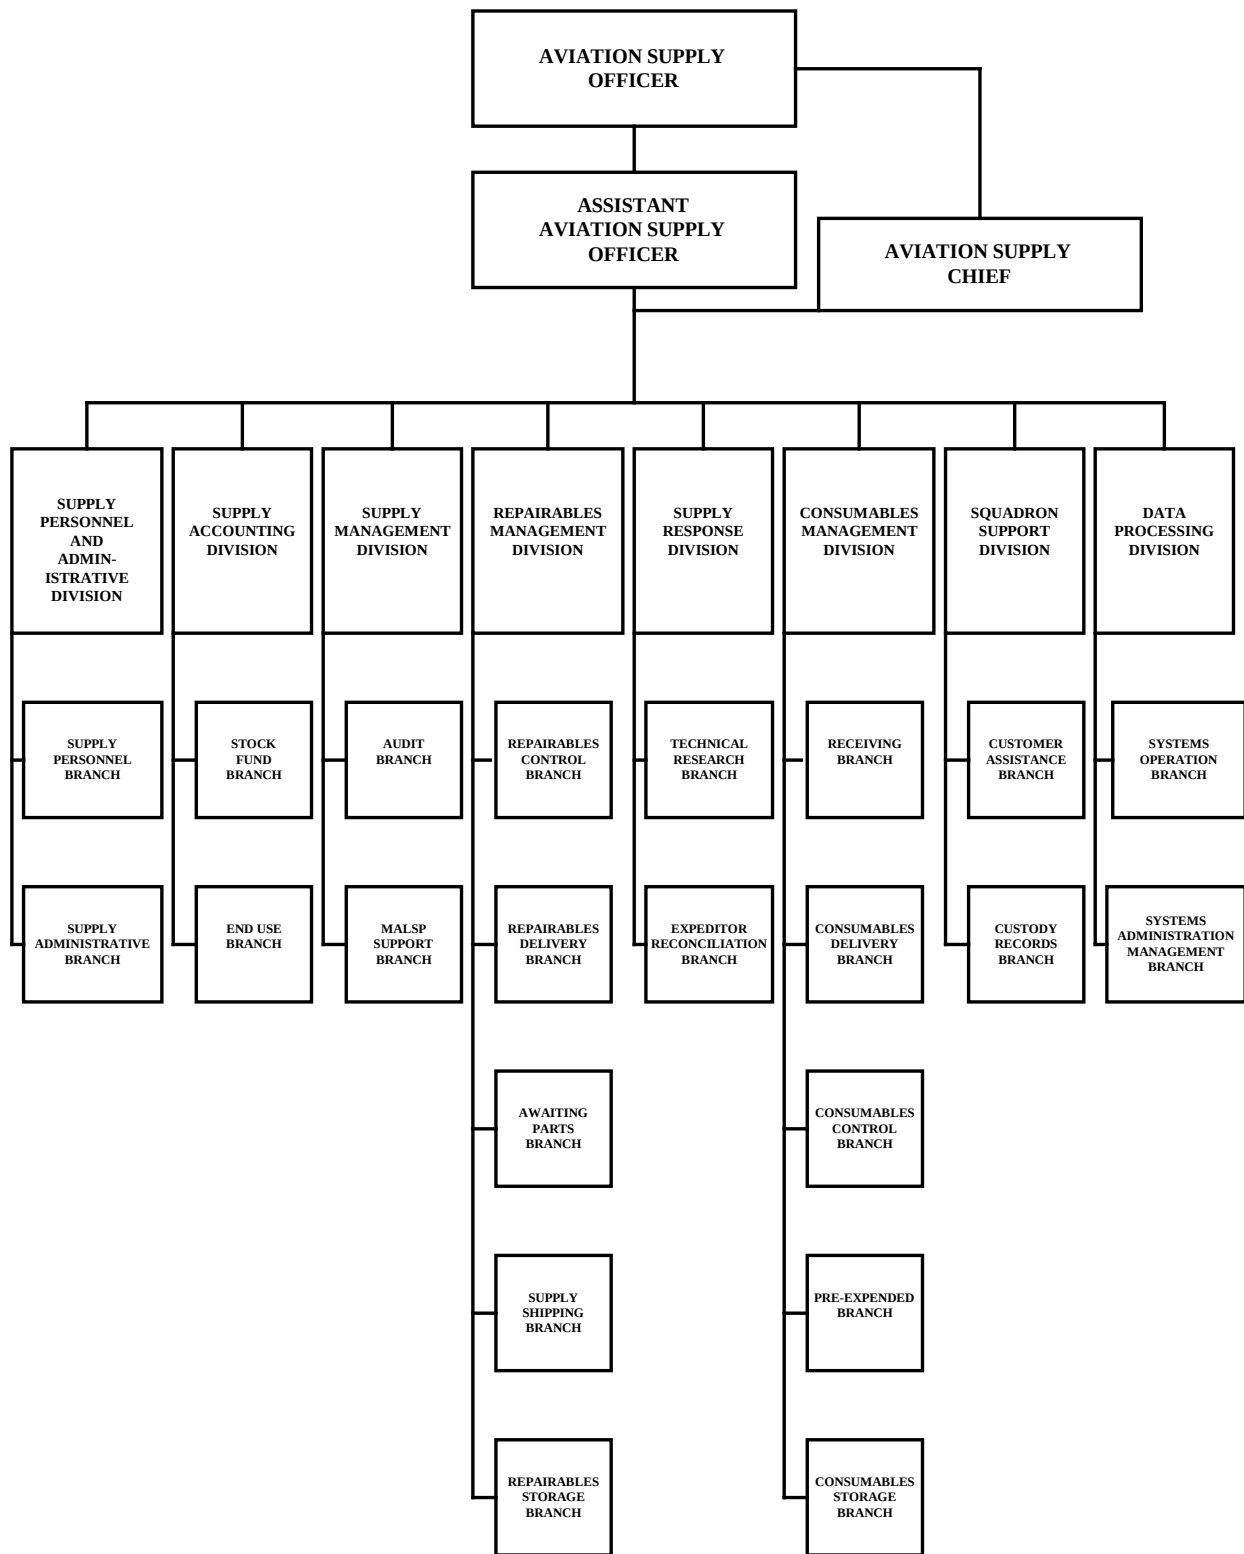 AVIATION SUPPLY
OFFICER
ASSISTANT
AVIATION SUPPLY
OFFICER
AVIATION SUPPLY
CHIEF
SUPPLY
PERSONNEL
AND
ADMIN-
ISTRATIVE
DIVISION
SUPPLY
ACCOUNTING
DIVISION
SUPPLY
MANAGEMENT
DIVISION
REPAIRABLES
MANAGEMENT
DIVISION
SUPPLY
RESPONSE
DIVISION
CONSUMABLES
MANAGEMENT
DIVISION
SQUADRON
SUPPORT
DIVISION
DATA
PROCESSING
DIVISION
SUPPLY
PERSONNEL
BRANCH
STOCK
FUND
BRANCH
AUDIT
BRANCH
REPAIRABLES
CONTROL
BRANCH
TECHNICAL
RESEARCH
BRANCH
RECEIVING
BRANCH
CUSTOMER
ASSISTANCE
BRANCH
SYSTEMS
OPERATION
BRANCH
SUPPLY
ADMINISTRATIVE
BRANCH
END USE
BRANCH
MALSP
SUPPORT
BRANCH
REPAIRABLES
DELIVERY
BRANCH
EXPEDITOR
RECONCILIATION
BRANCH
CONSUMABLES
DELIVERY
BRANCH
CUSTODY
RECORDS
BRANCH
SYSTEMS
ADMINISTRATION
MANAGEMENT
BRANCH
AWAITING
PARTS
BRANCH
CONSUMABLES
CONTROL
BRANCH
SUPPLY
SHIPPING
BRANCH
PRE-EXPENDED
BRANCH
REPAIRABLES
STORAGE
BRANCH
CONSUMABLES
STORAGE
BRANCH